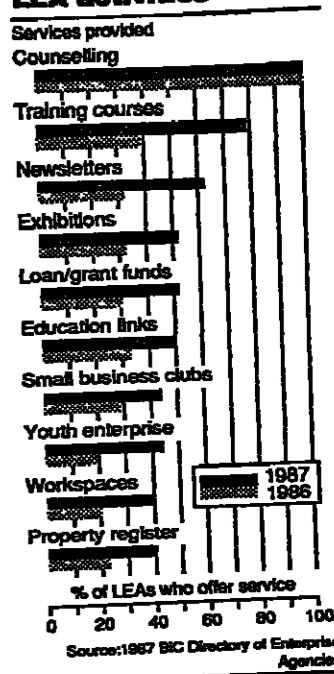 Services provided
Counselling
Training courses
Newsletters
Exhibitions
Loan/grant funds
Education links
Small business clubs
Youth enterprise
Workspaces
Property register
1987
1986
% of LEAs who offer service
0 20 40 60 80 100
Source:1987 BIC Directory of Enterprise
Agencies